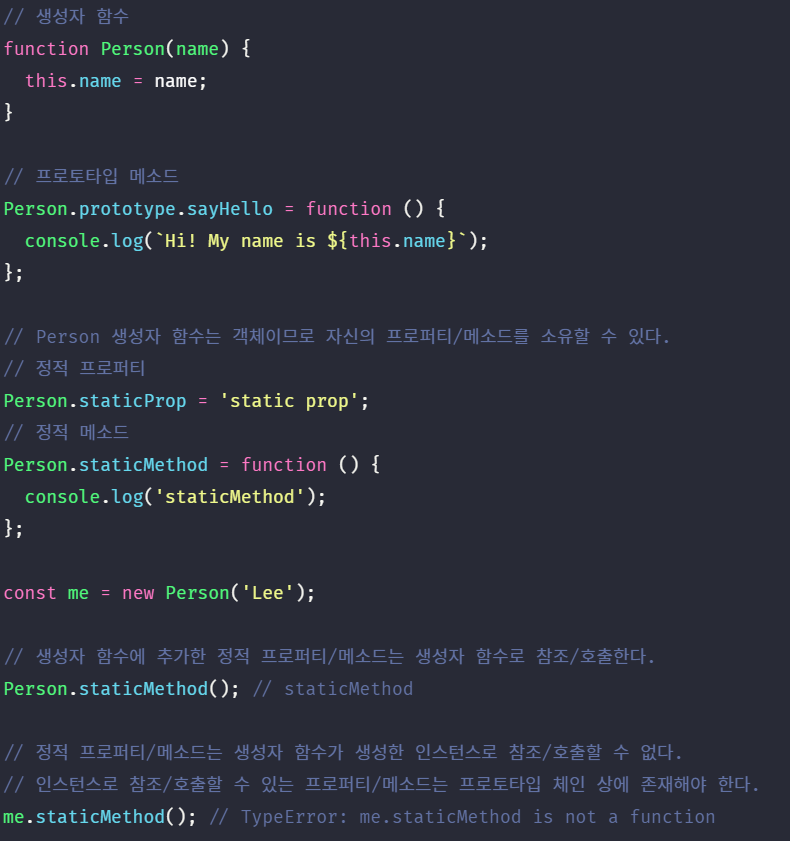 // 생성자 함수
function Person(name) {
  this.name = name;
}
// 프로토타입 메소드
Person.prototype.sayHello = function () {
  console.log(`Hi! My name is ${this.name}`);
};
// Person 생성자 함수는 객체이므로 자신의 프로퍼티/메소드를 소유할 수 있다.
// 정적 프로퍼티
Person.staticProp = 'static prop';
// 정적 메소드
Person.staticMethod = function () {
  console.log('staticMethod');
};
const me = new Person('Lee');
// 생성자 함수에 추가한 정적 프로퍼티/메소드는 생성자 함수로 참조/호출한다.
Person.staticMethod(); // staticMethod
// 정적 프로퍼티/메소드는 생성자 함수가 생성한 인스턴스로 참조/호출할 수 없다.
// 인스턴스로 참조/호출할 수 있는 프로퍼티/메소드는 프로토타입 체인 상에 존재해야 한다.
me.staticMethod(); // TypeError: me.staticMethod is not a function